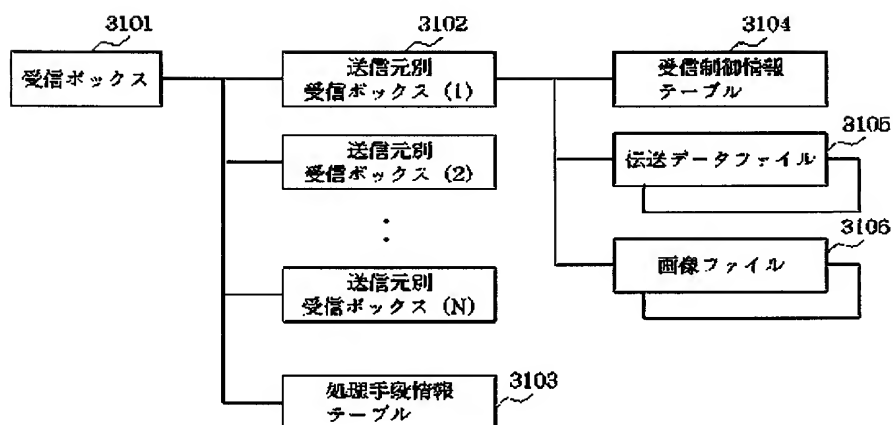 3101
受信ボックス
3102
送信元別
受信ボックス (1)
3104
受信制御情報
テーブル
送信元別
受信ボックス (2)
3105
伝送データファイル
・
・
3106
画像ファイル
送信元別
受信ボックス (N)
3103
処理手段情報
テーブル